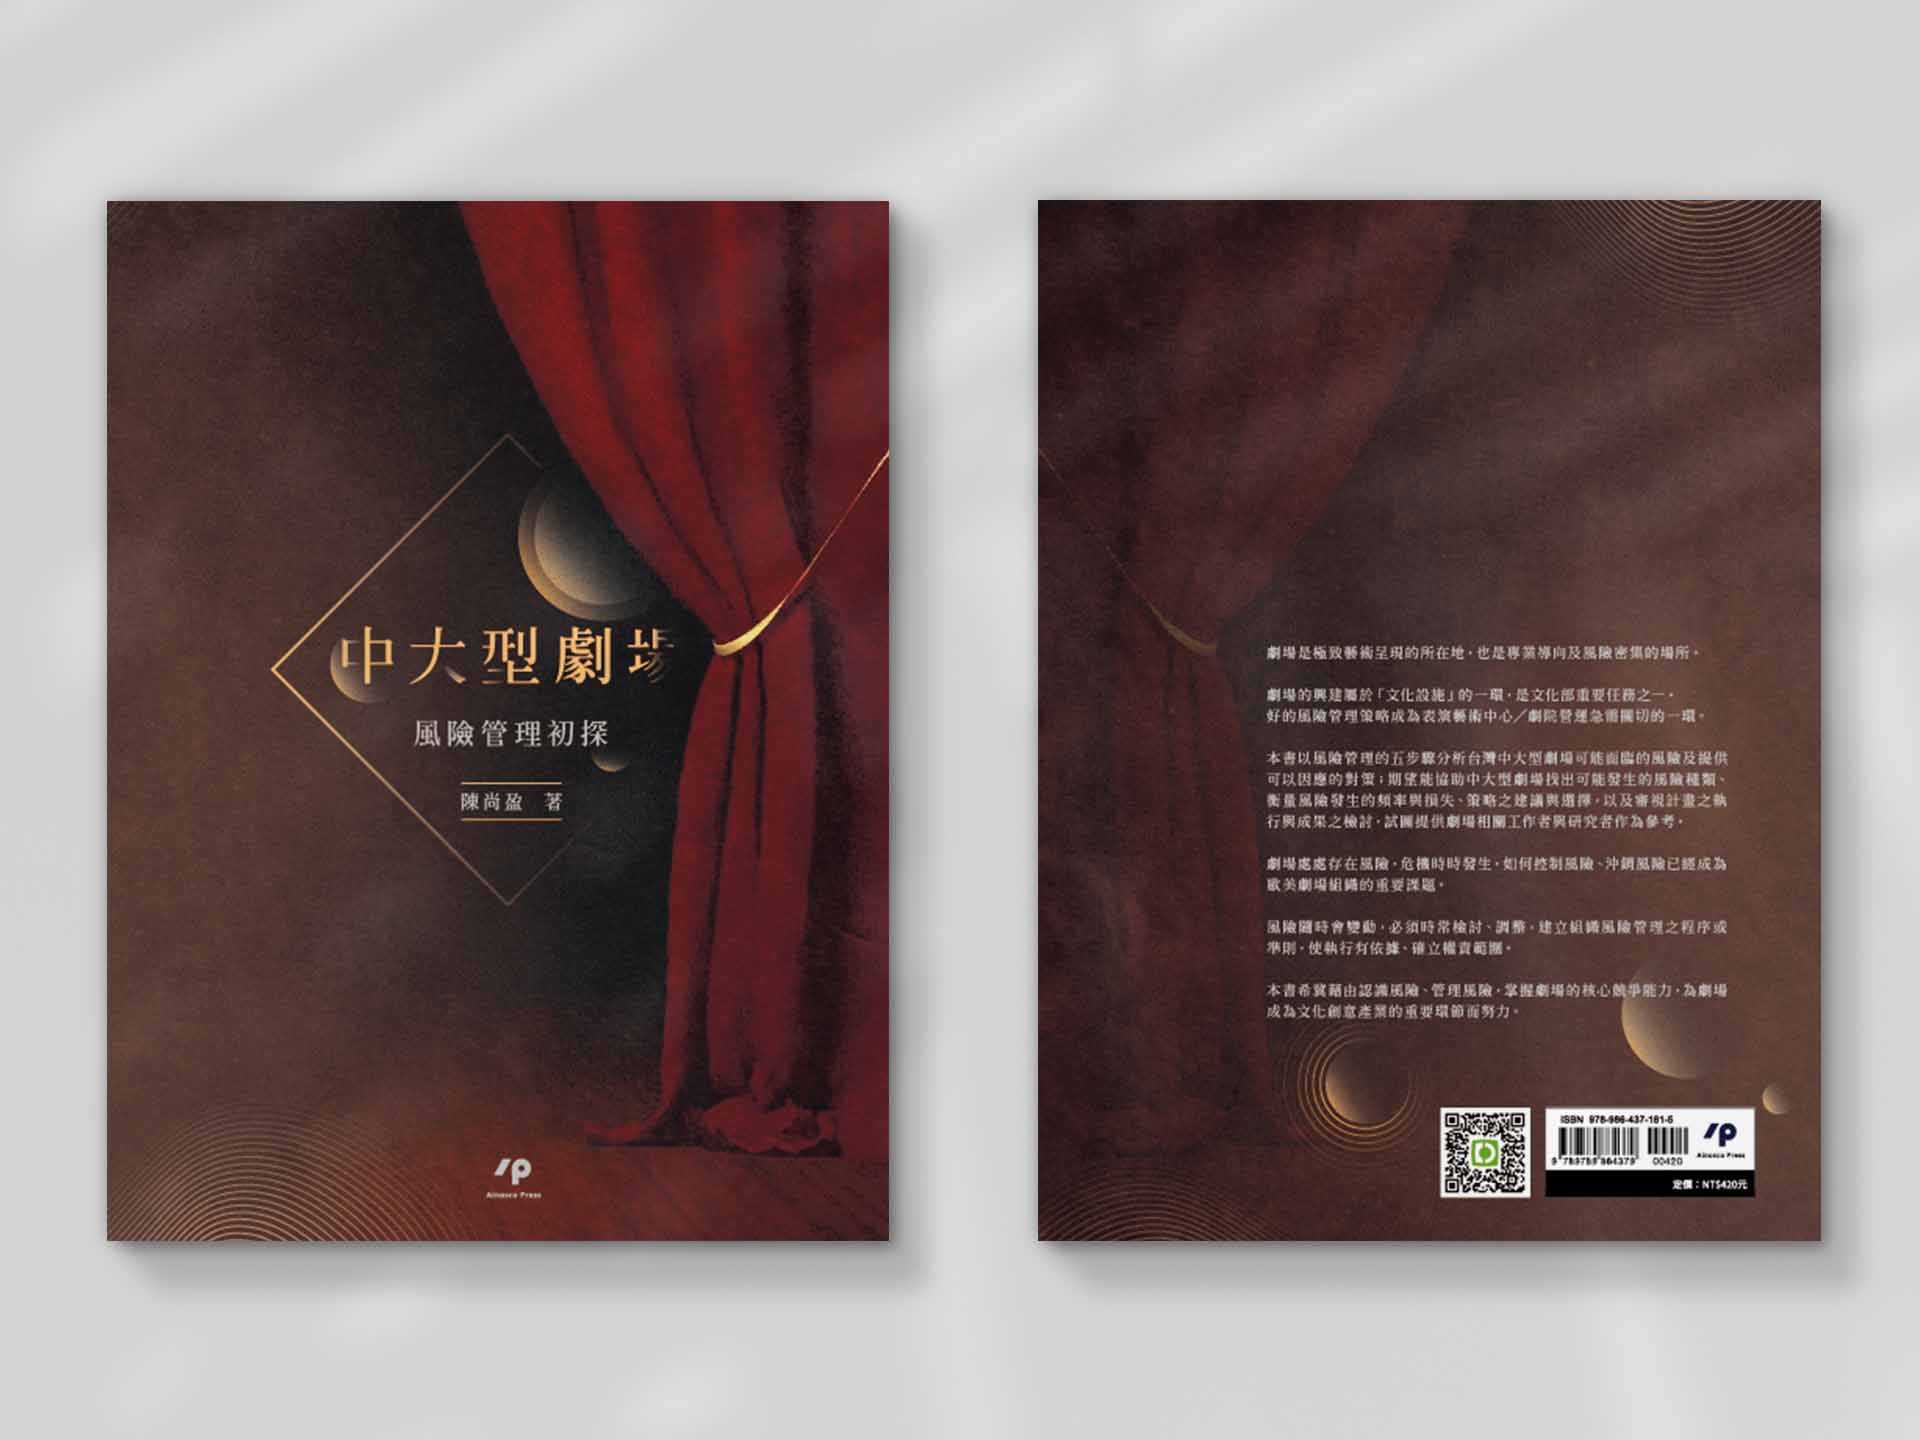 中大型劇場
風險管理初探
陳尚盈 著
Airiti Press
劇場是極致藝術呈現的所在地，也是專業導向及風險密集的場所。
劇場的興建屬於「文化設施」的一環，是文化部重要任務之一。
好的風險管理策略成為表演藝術中心／劇院營運急需關切的一環。
本書以風險管理的五步驟分析台灣中大型劇場可能面臨的風險及提供
可以因應的對策；期望能協助中大型劇場找出可能發生的風險種類、
衡量風險發生的頻率與損失、策略之建議與選擇，以及審視計畫之執
行與成果之檢討，試圖提供劇場相關工作者與研究者作為參考。
劇場處處存在風險，危機時時發生，如何控制風險、沖銷風險已經成為
歐美劇場組織的重要課題。
風險隨時會變動，必須時常檢討、調整，建立組織風險管理之程序或
準則，使執行有依據、確立權責範圍。
本書希冀藉由認識風險、管理風險，掌握劇場的核心競爭能力，為劇場
成為文化創意產業的重要環節而努力。
ISBN 978-986-437-181-5
9 789789 864379 00420
定價：NT$420元